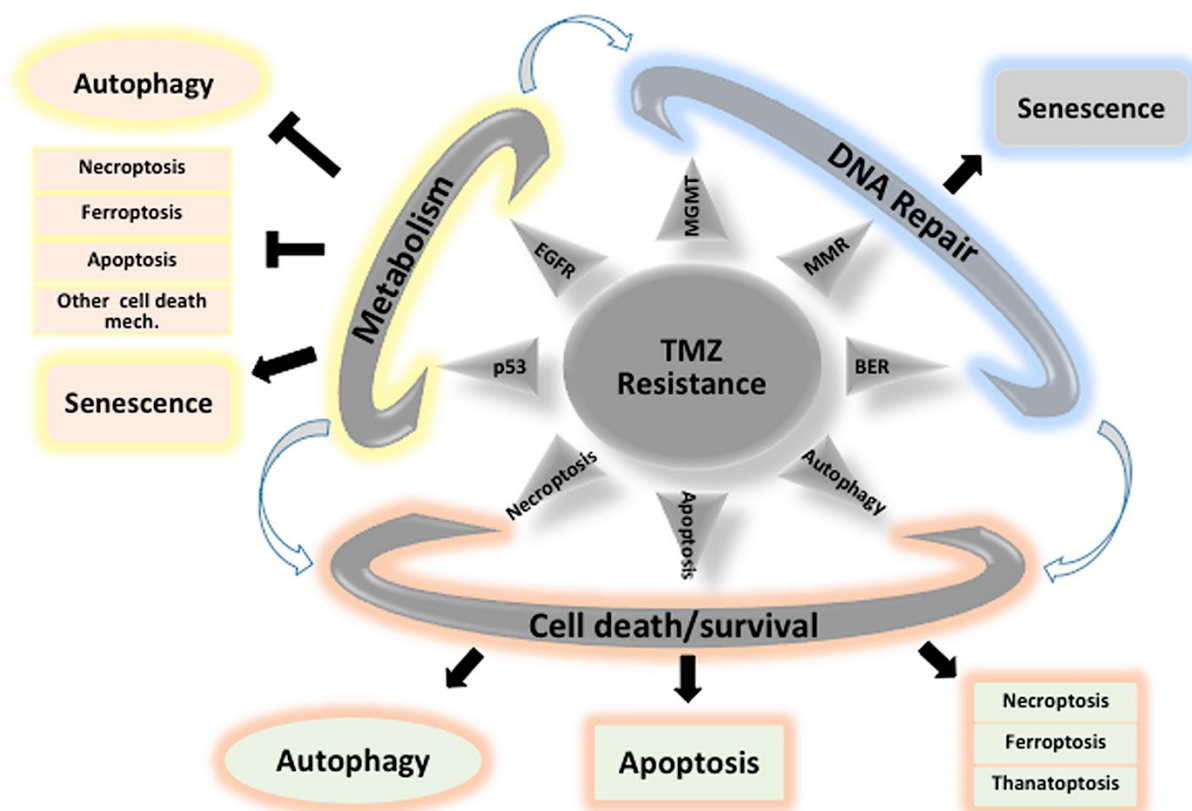 Autophagy
Necroptosis
Ferroptosis
Apoptosis
Other cell death
mech.
Senescence
Metabolism
DNA Repair
Senescence
MGMT
EGFR
MMR
p53
TMZ
Resistance
BER
Necroptosis
Apoptosis
Autophagy
Cell death/survival
Autophagy
Apoptosis
Necroptosis
Ferroptosis
Thanatoptosis